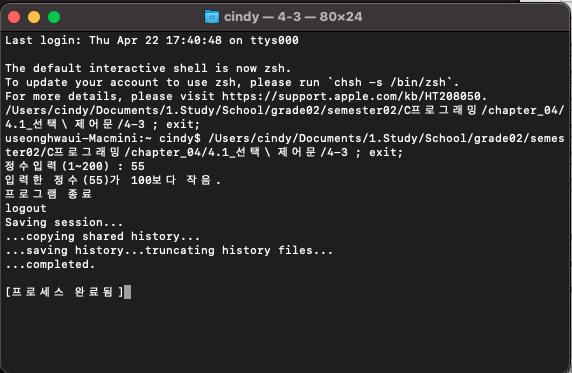 cindy — 4-3 — 80×24
Last login: Thu Apr 22 17:40:48 on ttys000
The default interactive shell is now zsh.
To update your account to use zsh, please run `chsh -s /bin/zsh`.
For more details, please visit https://support.apple.com/kb/HT208050.
/Users/cindy/Documents/1.Study/School/grade02/semester02/C프로그래밍/chapter_04/
4.1_선택\ 제어문/4-3 ; exit;
useonghwaui-Macmini:~ cindy$ /Users/cindy/Documents/1.Study/School/grade02/semes
ter02/C프로그래밍/chapter_04/4.1_선택\ 제어문/4-3 ; exit;
정수입력(1~200) : 55
입력한 정수(55)가 100보다 작음.
프로그램 종료
logout
Saving session...
...copying shared history...
...saving history...truncating history files...
...completed.
[프로세스 완료됨]